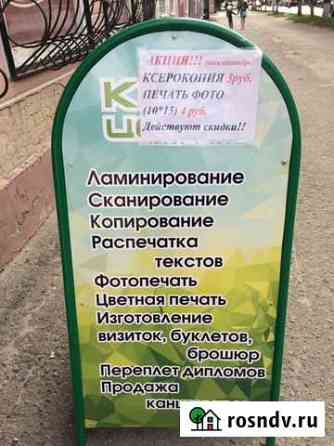 АКЦИЯ!!!
КСЕРОКОПИЯ 3руб.
ПЕЧАТЬ ФОТО
(10*15) 4 руб.
Действуют скидки!!
Ламинирование
Сканирование
Копирование
Распечатка
текстов
Фотопечать
Цветная печать
Изготовление
визиток, буклетов,
брошюр
Переплет дипломов
Продажа
rosndv.ru